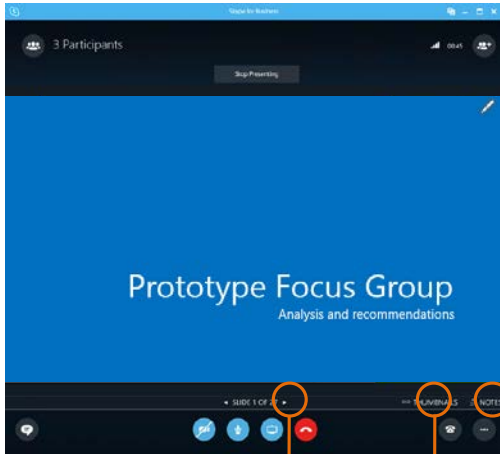 Skype for Business
3 Participants
00:45
Stop Presenting
Prototype Focus Group
Analysis and recommendations
SLIDE 1 OF 27
THUMBNAILS
NOTES